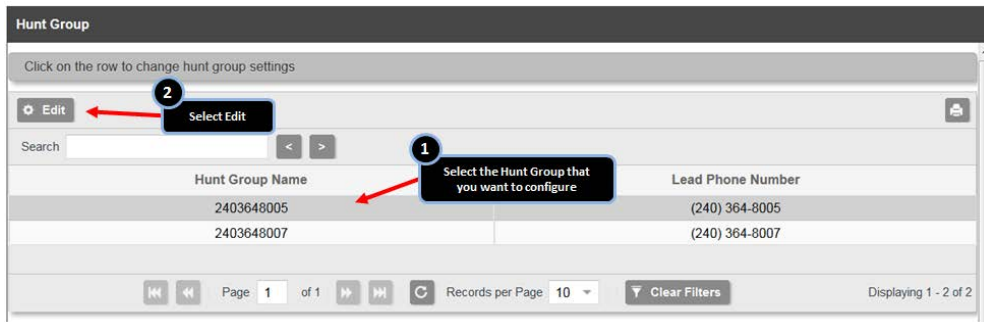 Hunt Group
Click on the row to change hunt group settings
2
Edit
Select Edit
Search
<
>
1
Select the Hunt Group that
you want to configure
Hunt Group Name
Lead Phone Number
2403648005
(240) 364-8005
2403648007
(240) 364-8007
Page 1 of 1
C
Records per Page 10
Clear Filters
Displaying 1 - 2 of 2